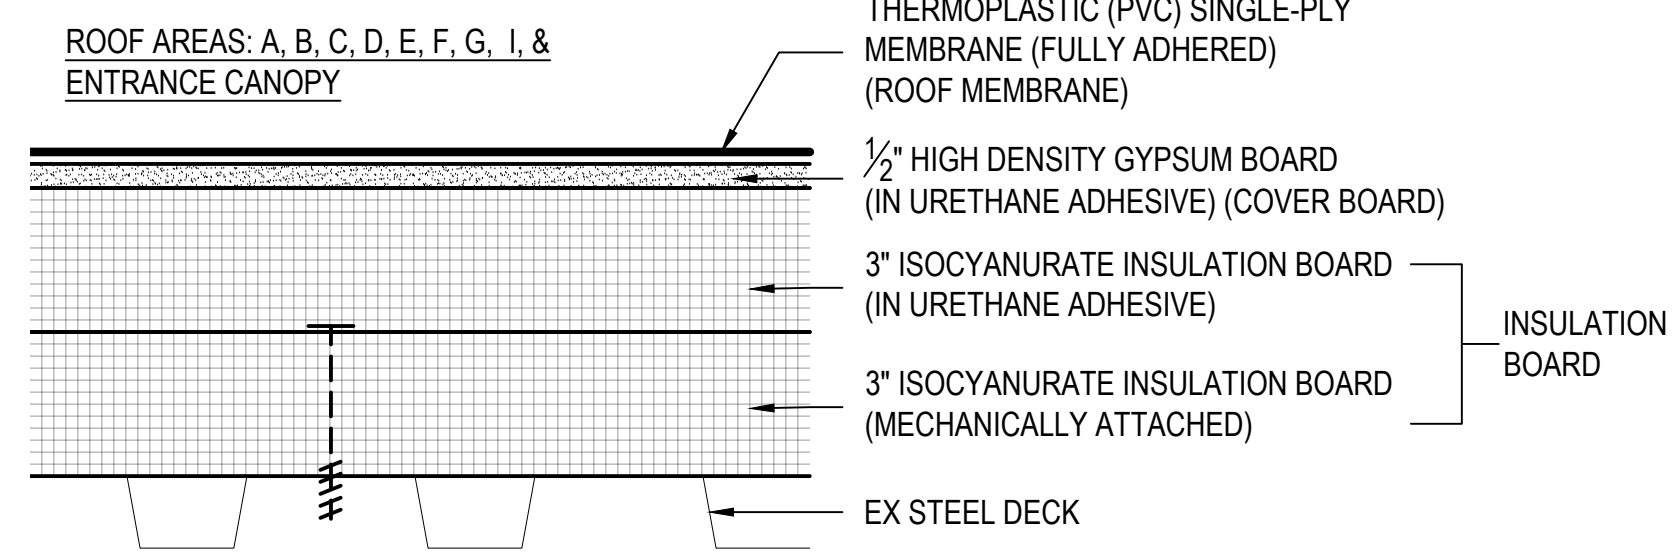 ROOF AREAS: A, B, C, D, E, F, G, I, &
ENTRANCE CANOPY
THERMOPLASTIC (PVC) SINGLE-PLY
MEMBRANE (FULLY ADHERED)
(ROOF MEMBRANE)
1/2" HIGH DENSITY GYPSUM BOARD
(IN URETHANE ADHESIVE) (COVER BOARD)
3" ISOCYANURATE INSULATION BOARD
(IN URETHANE ADHESIVE)
3" ISOCYANURATE INSULATION BOARD
(MECHANICALLY ATTACHED)
INSULATION
BOARD
EX STEEL DECK